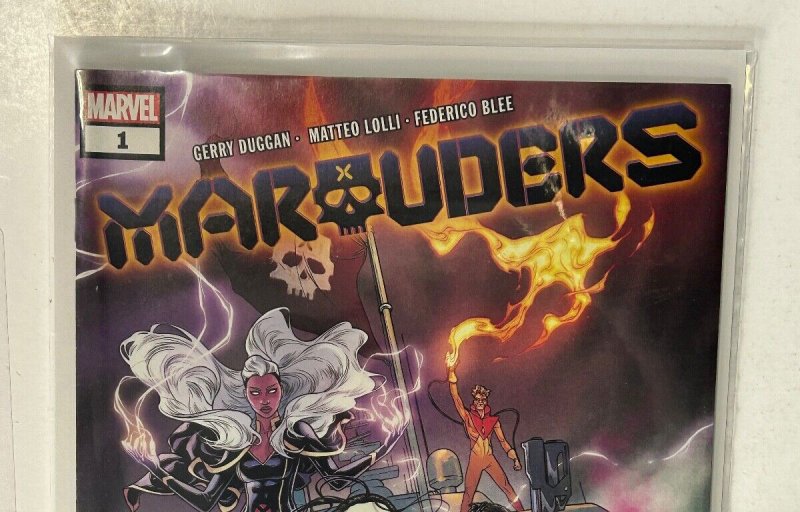 MARVEL
1
GERRY DUGGAN · MATTEO LOLLI · FEDERICO BLEE
MARAUDERS